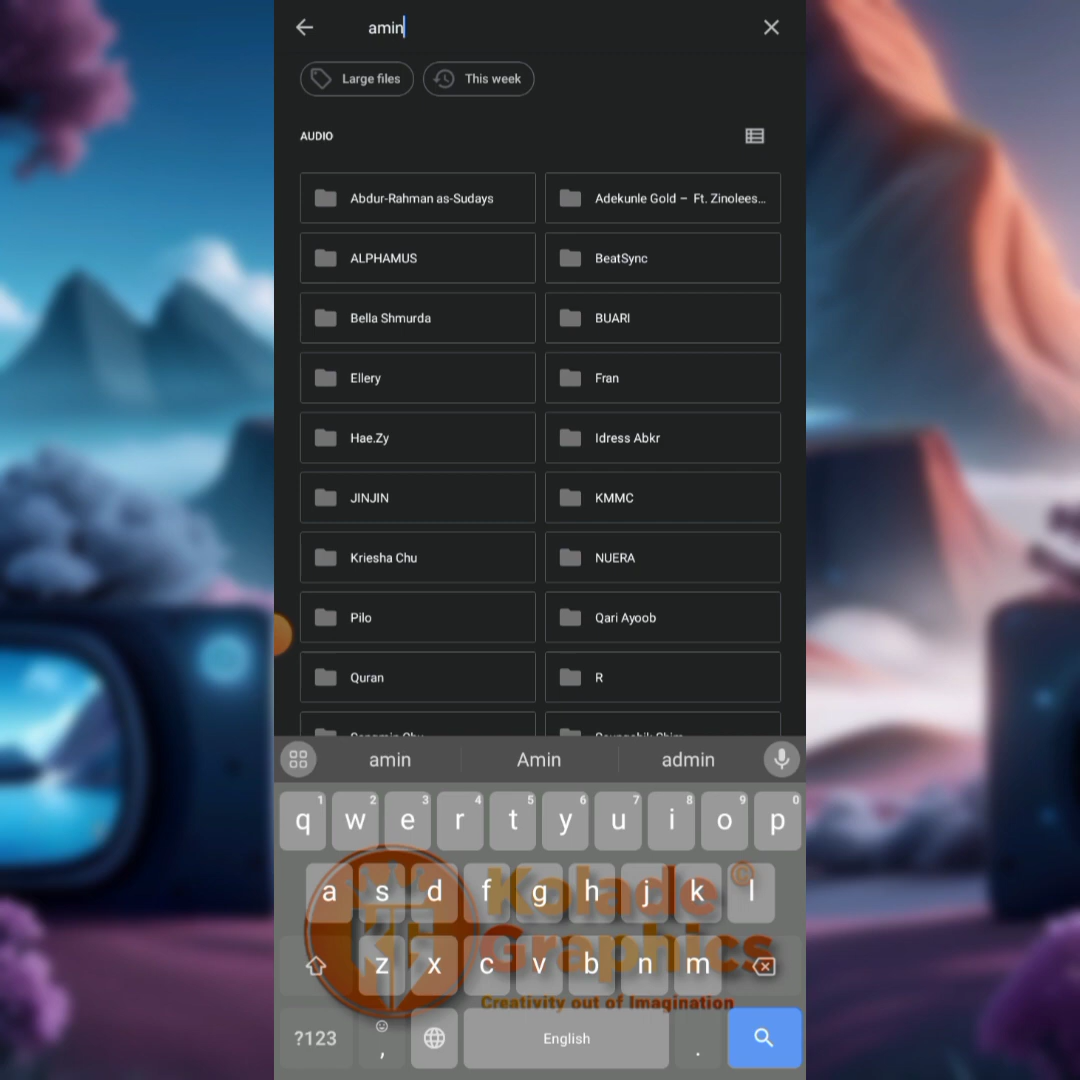 amin
Large files
This week
AUDIO
Abdur-Rahman as-Sudays
Adekunle Gold – Ft. Zinolees...
ALPHAMUS
BeatSync
Bella Shmurda
BUARI
Ellery
Fran
Hae.Zy
Idress Abkr
JINJIN
KMMC
Kriesha Chu
NUERA
Pilo
Qari Ayoob
Quran
R
amin
Amin
admin
1 2 3 4 5 6 7 8 9 0
q w e r t y u i o p
a s d f g h j k l
z x c v b n m
?123
,
English
.
Kolade ©
Graphics
Creativity out of Imagination